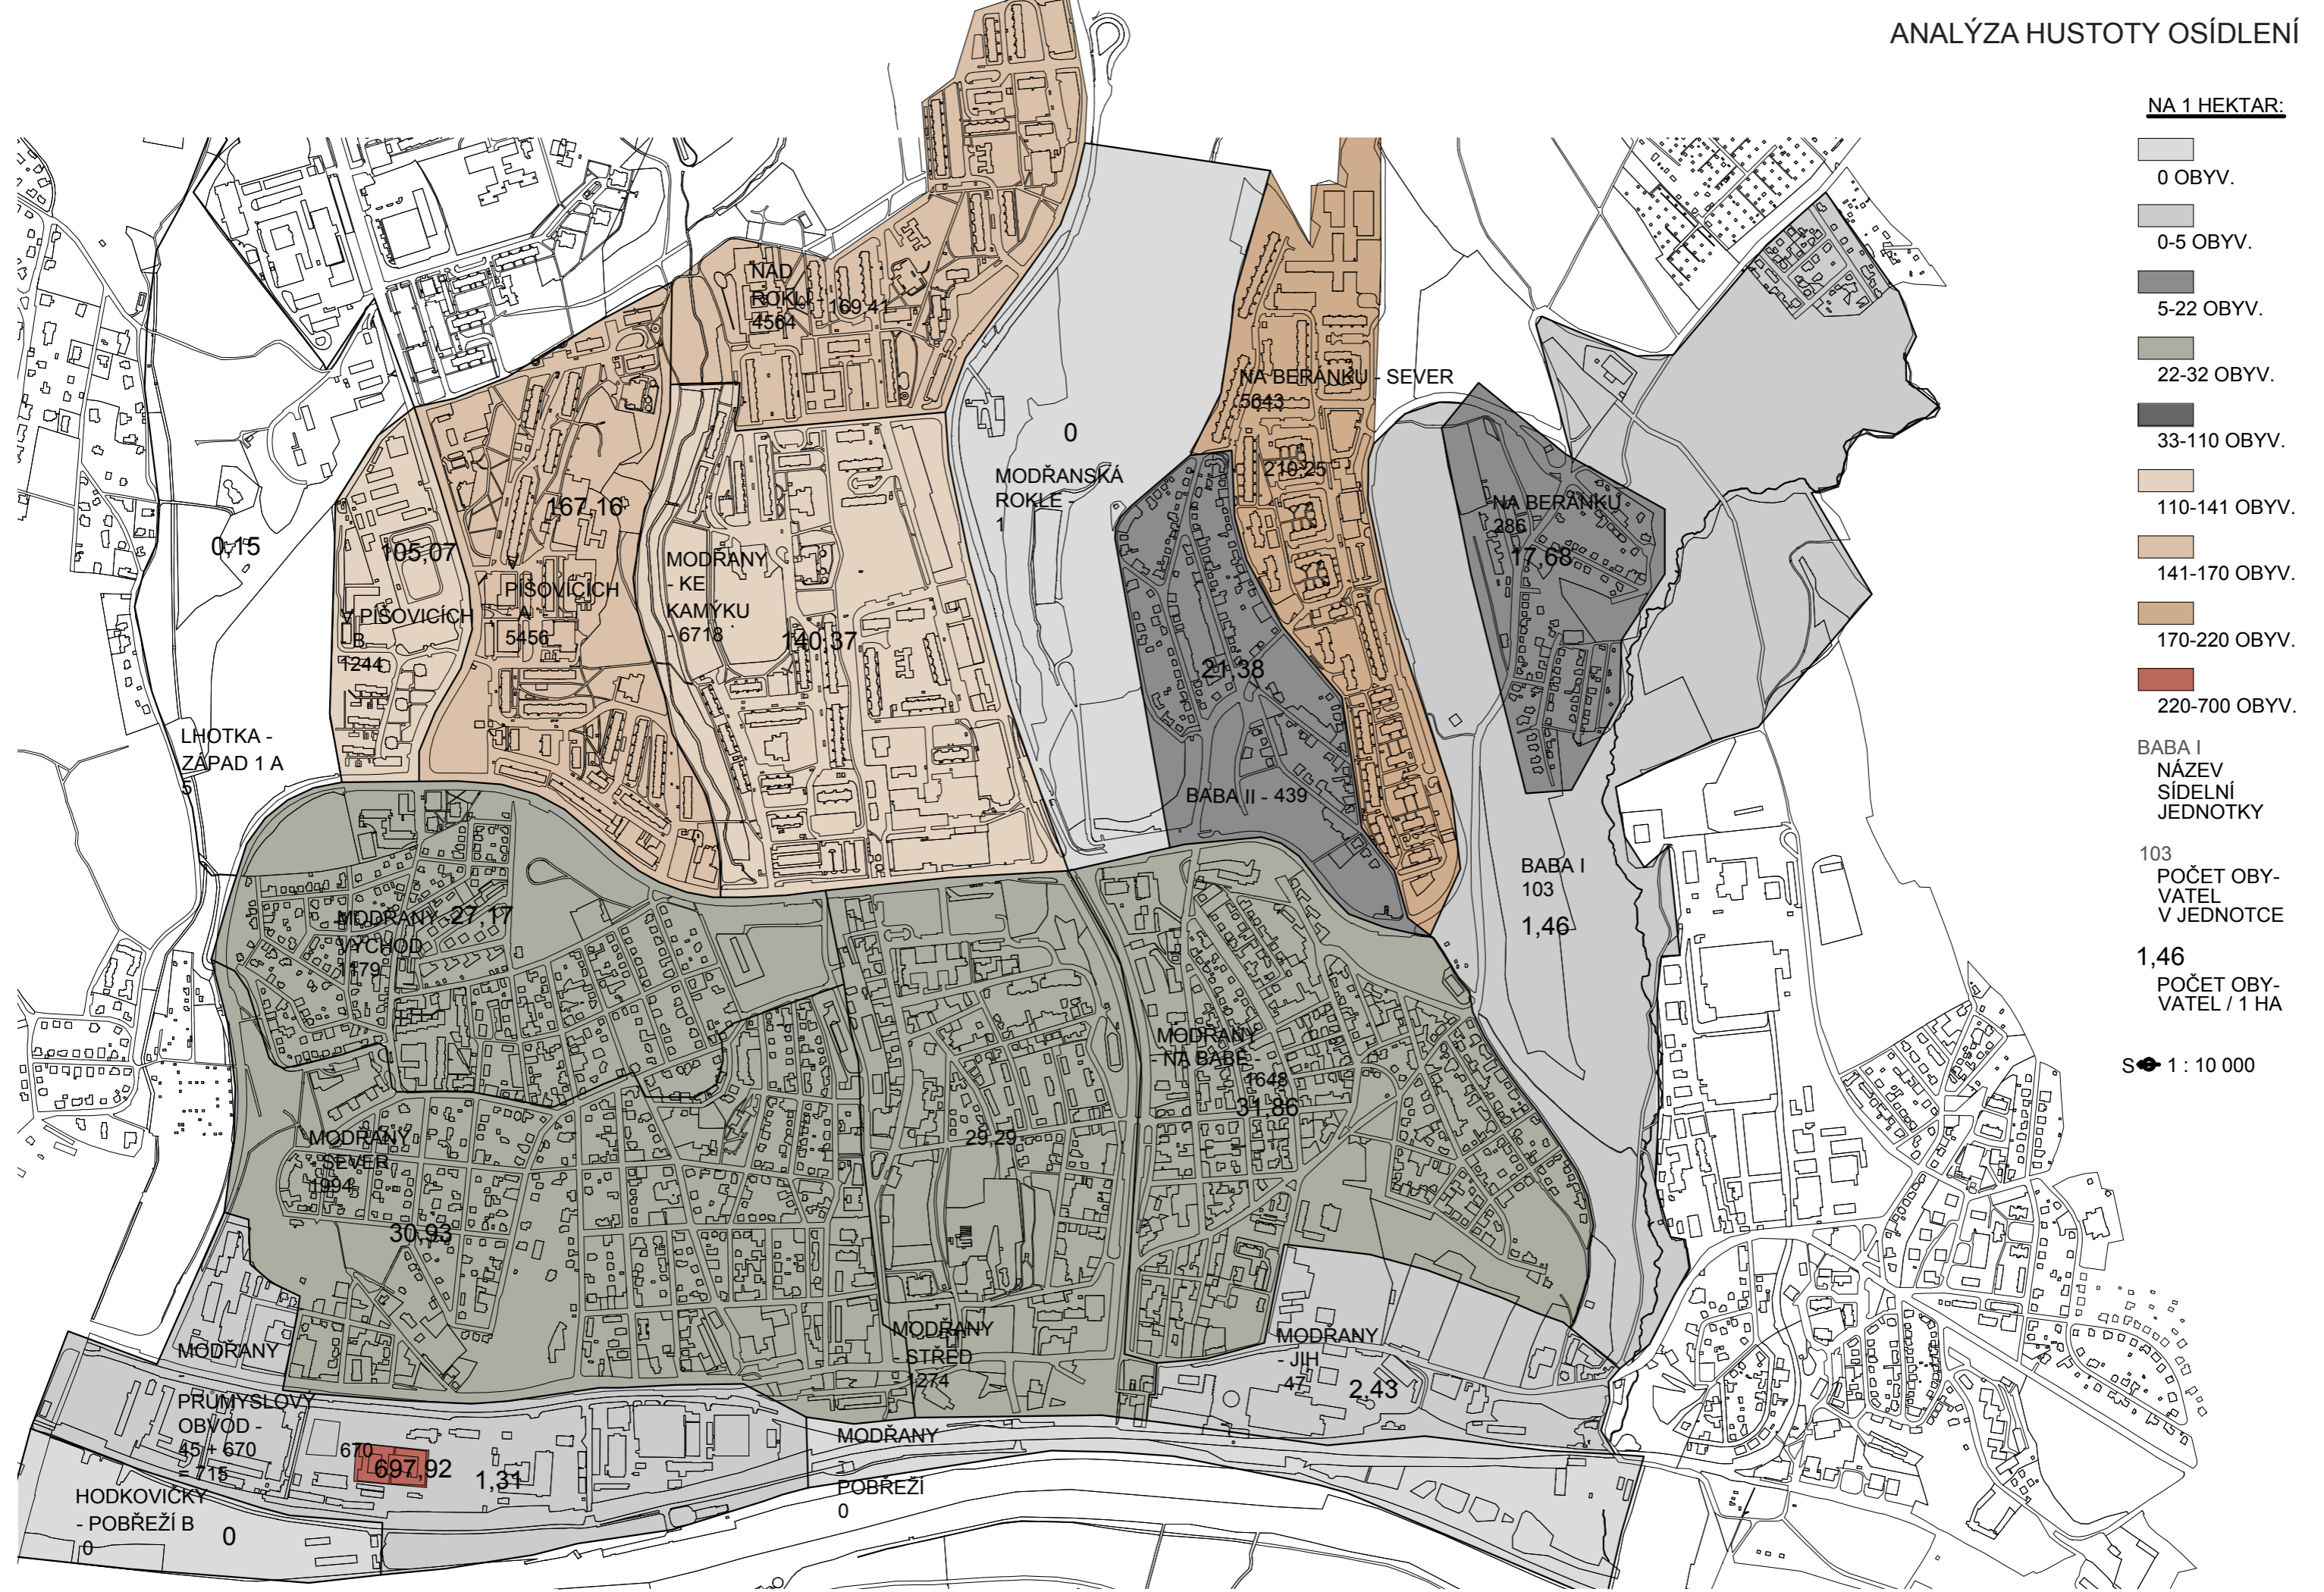 ANALÝZA HUSTOTY OSÍDLENÍ
NA 1 HEKTAR:
0 OBYV.
0-5 OBYV.
5-22 OBYV.
22-32 OBYV.
33-110 OBYV.
110-141 OBYV.
141-170 OBYV.
170-220 OBYV.
220-700 OBYV.
BABA I
NÁZEV
SÍDELNÍ
JEDNOTKY
103
POČET OBY-
VATEL
V JEDNOTCE
1,46
POČET OBY-
VATEL / 1 HA
S 1 : 10 000
NAD
ROKLÍ -
4564
169,41
NA BERÁNKU - SEVER
5643
210,25
0
MODŘANSKÁ
ROKLE -
1
NA BERÁNKU
286
17,68
167,16
PÍŠOVICÍCH
- A -
5456
0,15
105,07
V PÍŠOVICÍCH
B
1244
MODŘANY
- KE
KAMÝKU
- 6718
140,37
21,38
BABA II - 439
LHOTKA -
ZÁPAD 1 A
5
BABA I
103
1,46
MODŘANY -
VÝCHOD
1179
27,17
MODŘANY
NA BABĚ
1648
31,86
29,29
MODŘANY
- SEVER
1994
30,93
MODŘANY
- STŘED
1274
MODŘANY
- JIH
47
2,43
MODŘANY
-
PRŮMYSLOVÝ
OBVOD -
45 + 670
= 715
670
697,92
1,31
MODŘANY
-
POBŘEŽÍ
0
HODKOVIČKY
- POBŘEŽÍ B
0
0